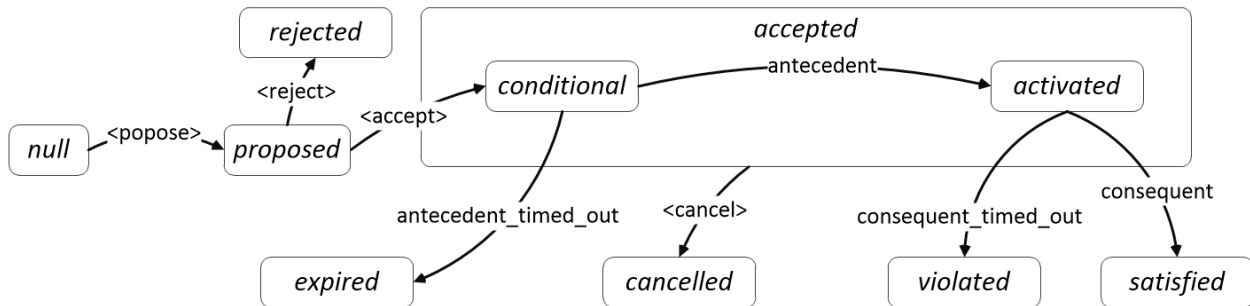 rejected
accepted
<reject>
conditional
antecedent
activated
<accept>
null
<popose>
proposed
antecedent_timed_out
<cancel>
consequent_timed_out
consequent
expired
cancelled
violated
satisfied